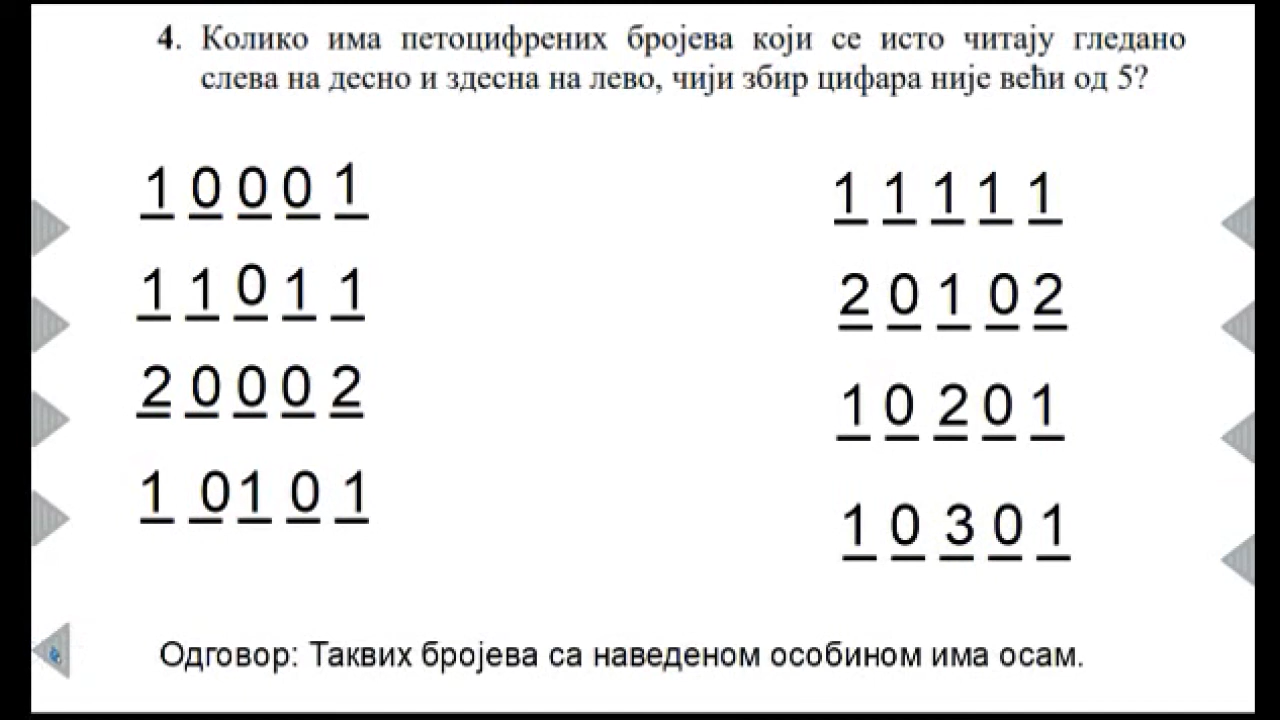 4. Колико има петоцифрених бројева који се исто читају гледано
слева на десно и здесна на лево, чији збир цифара није већи од 5?
1 0 0 0 1
1 1 0 1 1
2 0 0 0 2
1 0 1 0 1
1 1 1 1 1
2 0 1 0 2
1 0 2 0 1
1 0 3 0 1
Одговор: Таквих бројева са наведеном особином има осам.